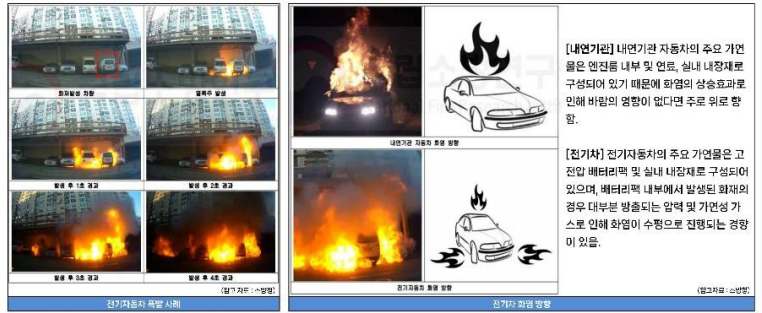 화재발생 차량
열폭주 발생
발생 후 1초 경과
발생 후 2초 경과
발생 후 3초 경과
발생 후 4초 경과
(참고자료 : 소방청)
전기자동차 폭발 사례
내연기관 자동차 화염 방향
전기자동차 화염 방향
[내연기관] 내연기관 자동차의 주요 가연
물은 엔진룸 내부 및 연료, 실내 내장재로
구성되어 있기 때문에 화염의 상승효과로
인해 바람의 영향이 없다면 주로 위로 향
함.
[전기차] 전기자동차의 주요 가연물은 고
전압 배터리팩 및 실내 내장재로 구성되어
있으며, 배터리팩 내부에서 발생된 화재의
경우 대부분 방출되는 압력 및 가연성 가
스로 인해 화염이 수평으로 진행되는 경향
이 있음.
(참고자료 : 소방청)
전기차 화염 방향